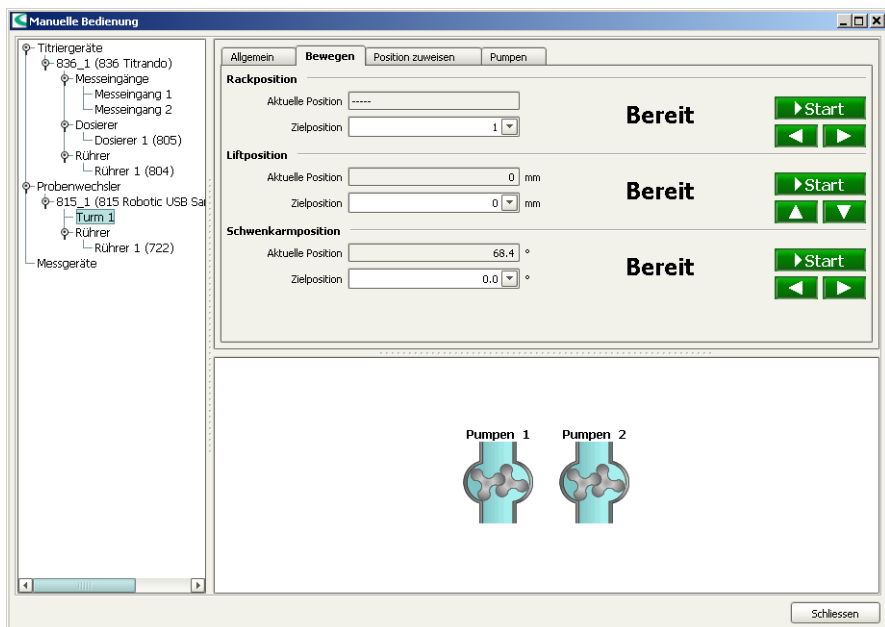 Manuelle Bedienung
Titriergeräte
836_1 (836 Titrando)
Messeingänge
Messeingang 1
Messeingang 2
Dosierer
Dosierer 1 (805)
Rührer
Rührer 1 (804)
Probenwechsler
815_1 (815 Robotic USB Sa
Turm 1
Rührer
Rührer 1 (722)
Messgeräte
Allgemein Bewegen Position zuweisen Pumpen
Rackposition
Aktuelle Position -----
Zielposition 1
Bereit
Start
Liftposition
Aktuelle Position 0 mm
Zielposition 0 mm
Bereit
Start
Schwenkarmposition
Aktuelle Position 68.4 °
Zielposition 0.0 °
Bereit
Start
Pumpen 1 Pumpen 2
Schliessen